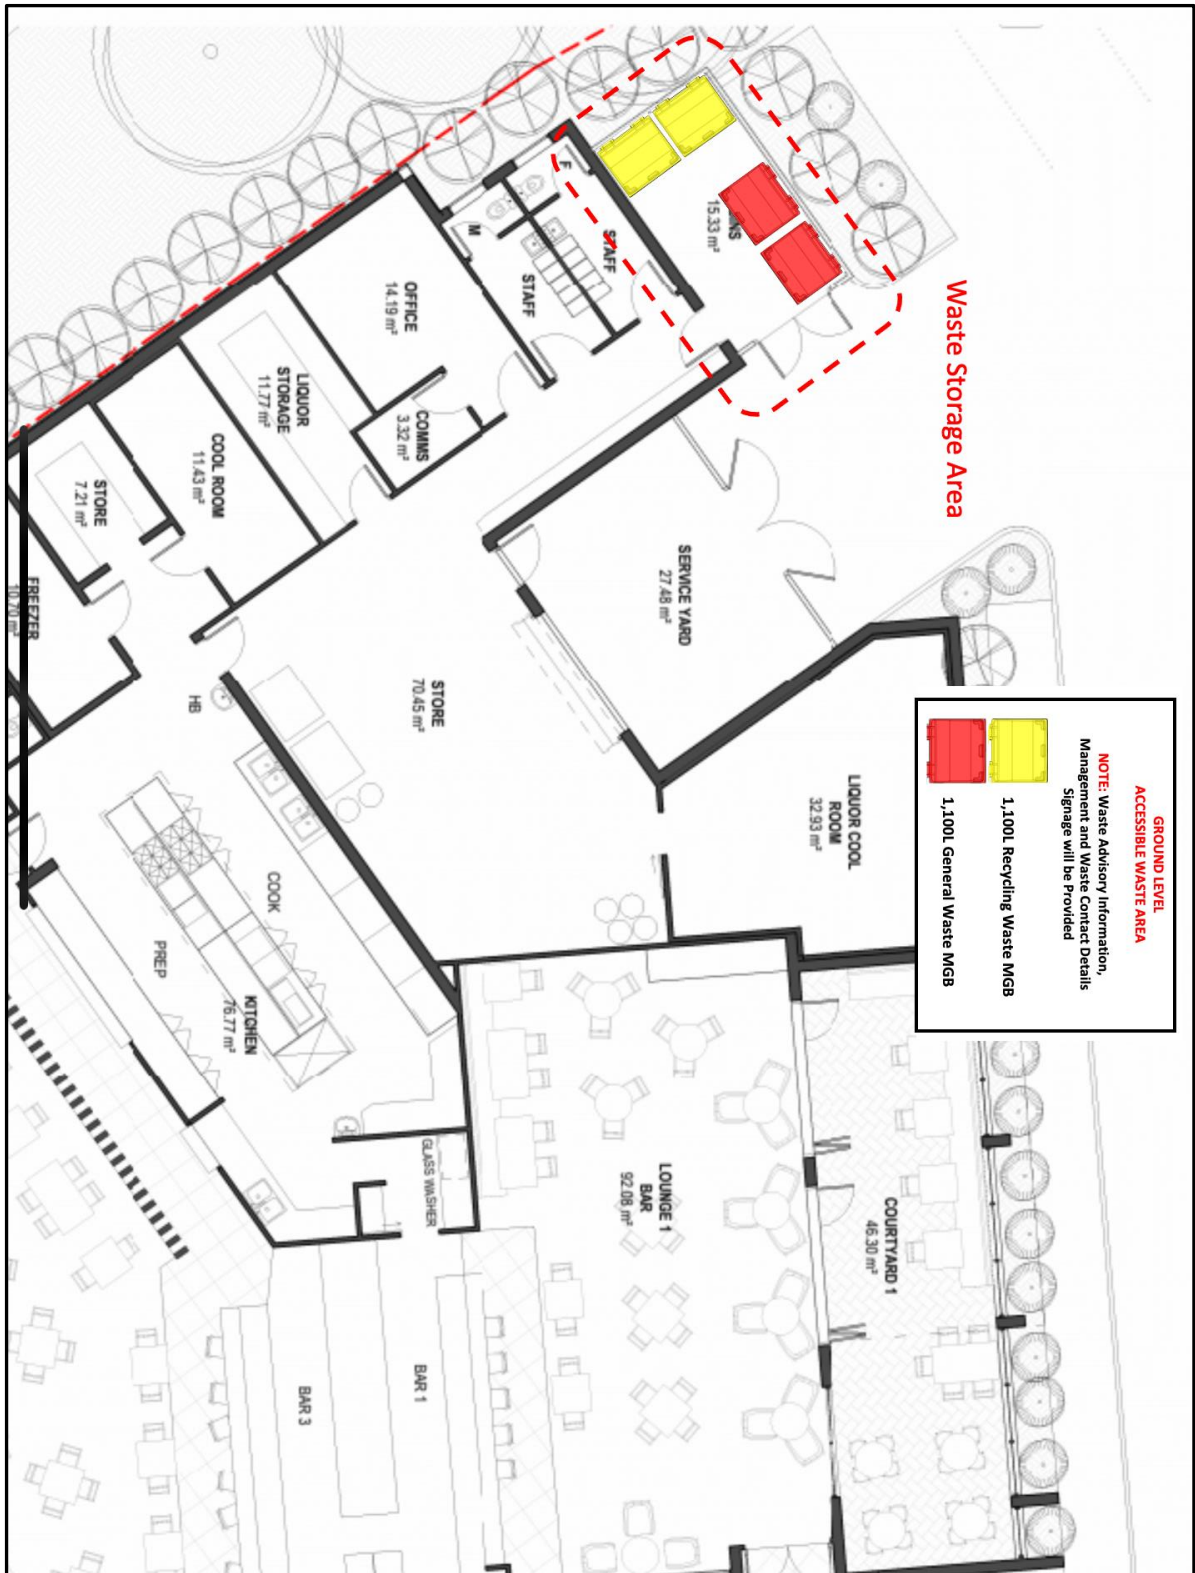 GROUND LEVEL
ACCESSIBLE WASTE AREA
NOTE: Waste Advisory Information,
Management and Waste Contact Details
Signage will be Provided
1,100L Recycling Waste MGB
1,100L General Waste MGB
Waste Storage Area
15.33 m²
F
M
STAFF
STAFF
OFFICE
14.19 m²
LIQUOR
STORAGE
11.77 m²
COMMS
3.32 m²
COOL ROOM
11.43 m²
STORE
7.21 m²
FREEZER
10.70 m²
SERVICE YARD
27.48 m²
STORE
70.45 m²
HB
LIQUOR COOL
ROOM
32.93 m²
COOK
PREP
KITCHEN
76.77 m²
GLASS WASHER
LOUNGE 1
BAR
92.08 m²
COURTYARD 1
46.30 m²
BAR 1
BAR 3